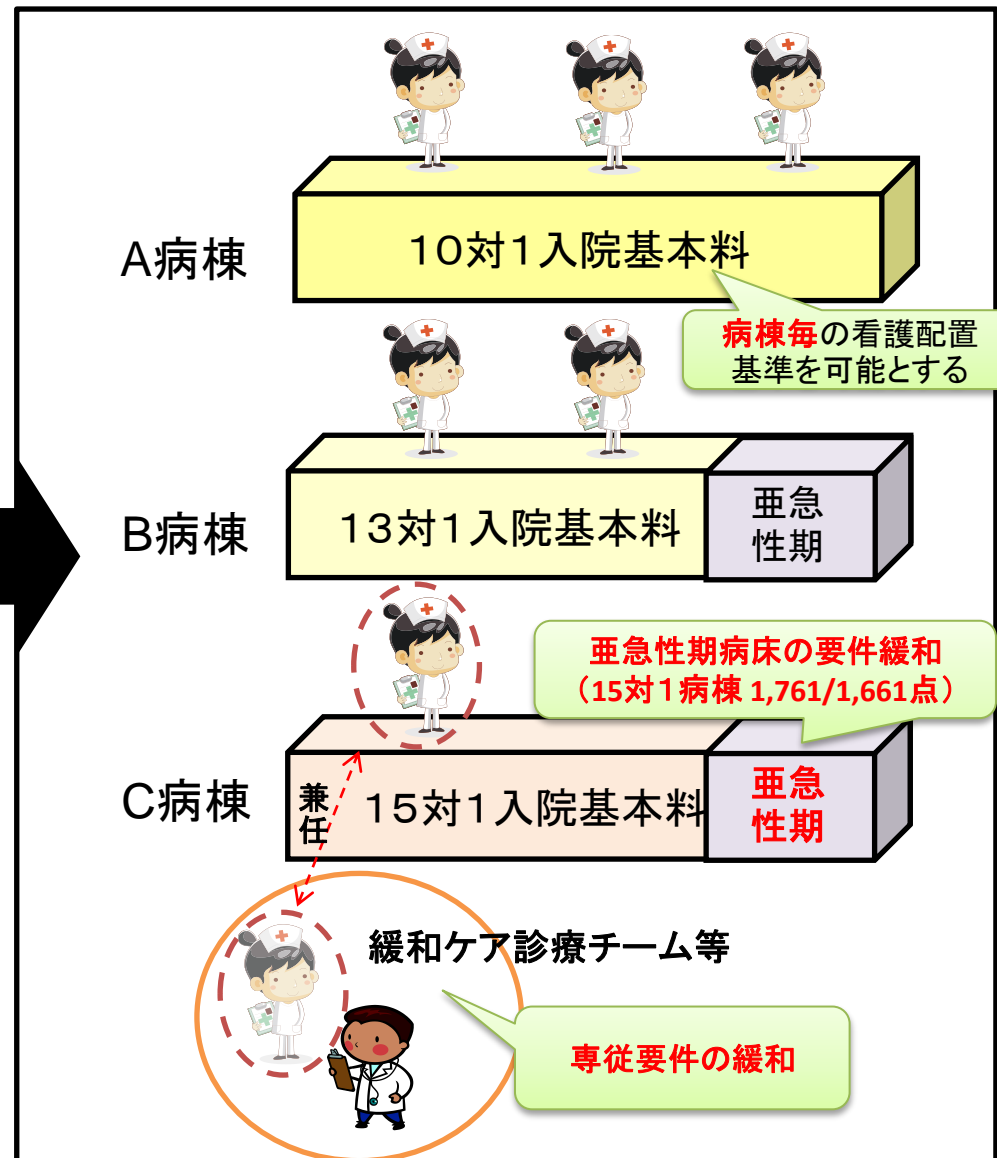 A病棟
１０対１入院基本料
病棟毎の看護配置
基準を可能とする
B病棟
１３対１入院基本料
亜急
性期
亜急性期病床の要件緩和
（15対１病棟 1,761/1,661点）
C病棟
兼
任
１５対１入院基本料
亜急
性期
緩和ケア診療チーム等
専従要件の緩和